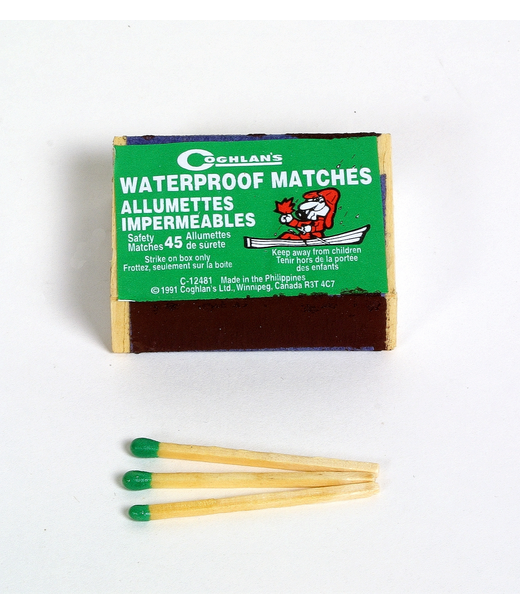 COGHLAN'S
WATERPROOF MATCHES
ALLUMETTES
IMPERMEABLES
Safety Matches 45 Allumettes de sûreté
Strike on box only
Frottez, seulement sur la boite
Keep away from children
Tenir hors de la portee
des enfants
C-12481 Made in the Philippines
© 1991 Coghlan's Ltd., Winnipeg, Canada R3T 4C7